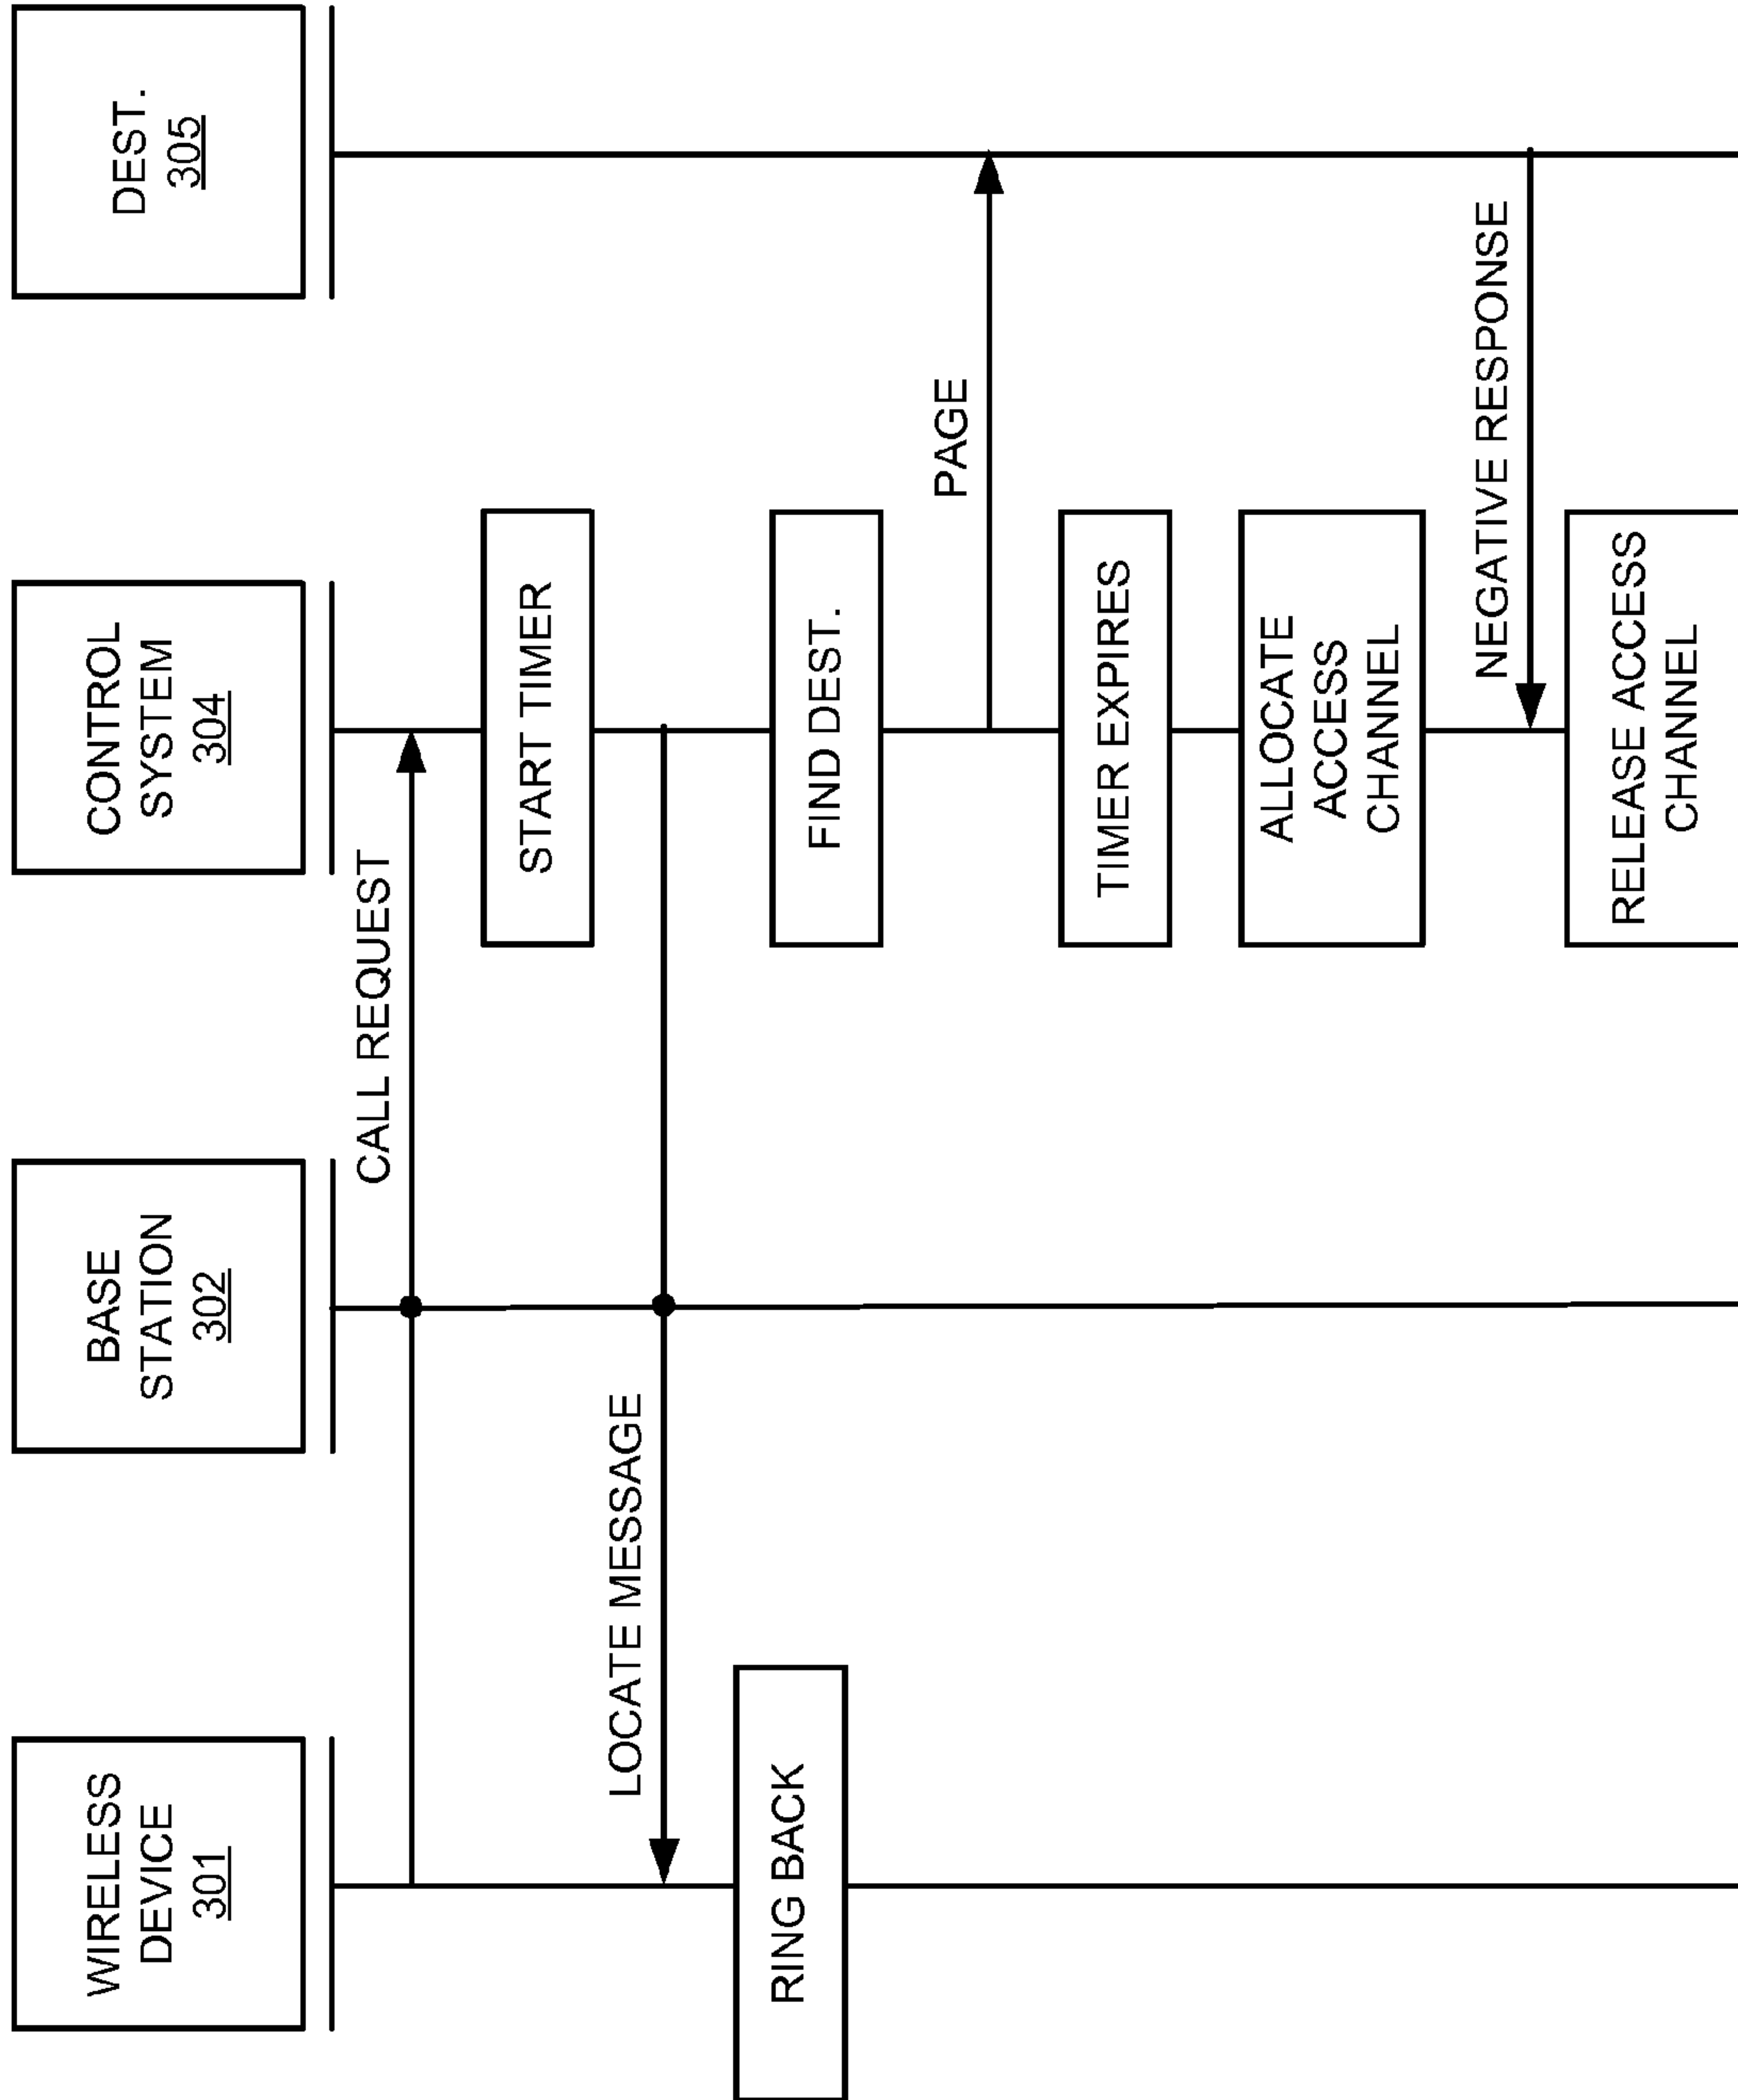 WIRELESS
DEVICE
301
BASE
STATION
302
CONTROL
SYSTEM
304
DEST.
305
CALL REQUEST
START TIMER
LOCATE MESSAGE
RING BACK
FIND DEST.
PAGE
TIMER EXPIRES
ALLOCATE
ACCESS
CHANNEL
NEGATIVE RESPONSE
RELEASE ACCESS
CHANNEL